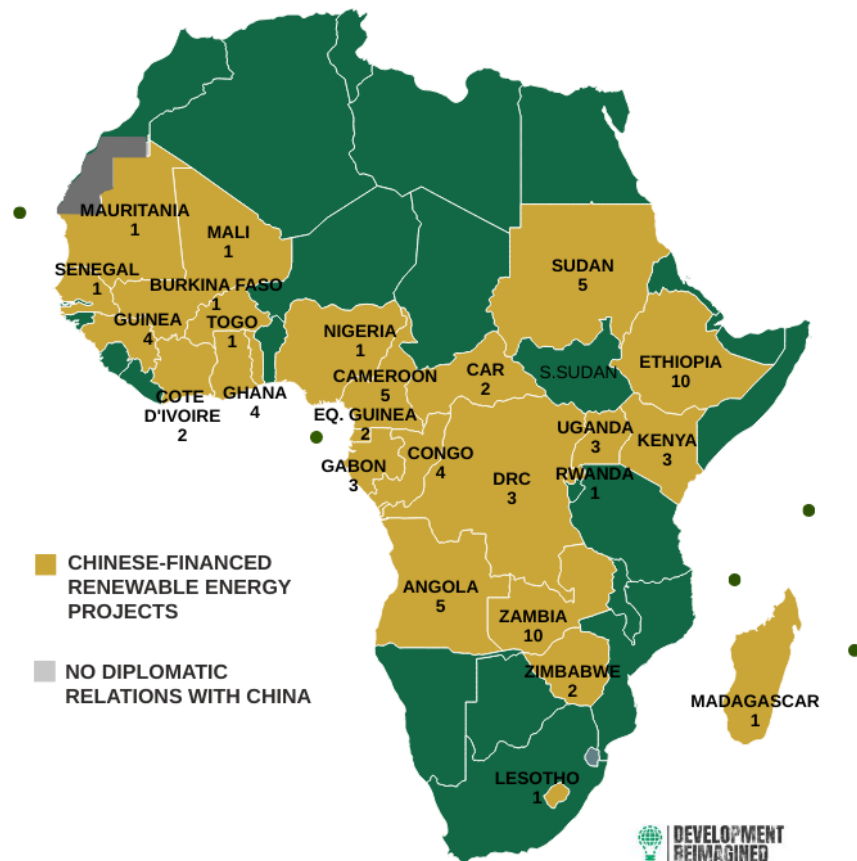 MAURITANIA
1
MALI
1
SENEGAL
1
BURKINA FASO
1
GUINEA
4
TOGO
1
COTE
D'IVOIRE
2
GHANA
4
NIGERIA
1
CAMEROON
5
EQ. GUINEA
2
GABON
3
CONGO
4
CAR
2
SUDAN
5
S.SUDAN
ETHIOPIA
10
UGANDA
3
KENYA
3
RWANDA
1
DRC
3
ANGOLA
5
ZAMBIA
10
ZIMBABWE
2
MADAGASCAR
1
LESOTHO
1
CHINESE-FINANCED
RENEWABLE ENERGY
PROJECTS
NO DIPLOMATIC
RELATIONS WITH CHINA
DEVELOPMENT
REIMAGINED